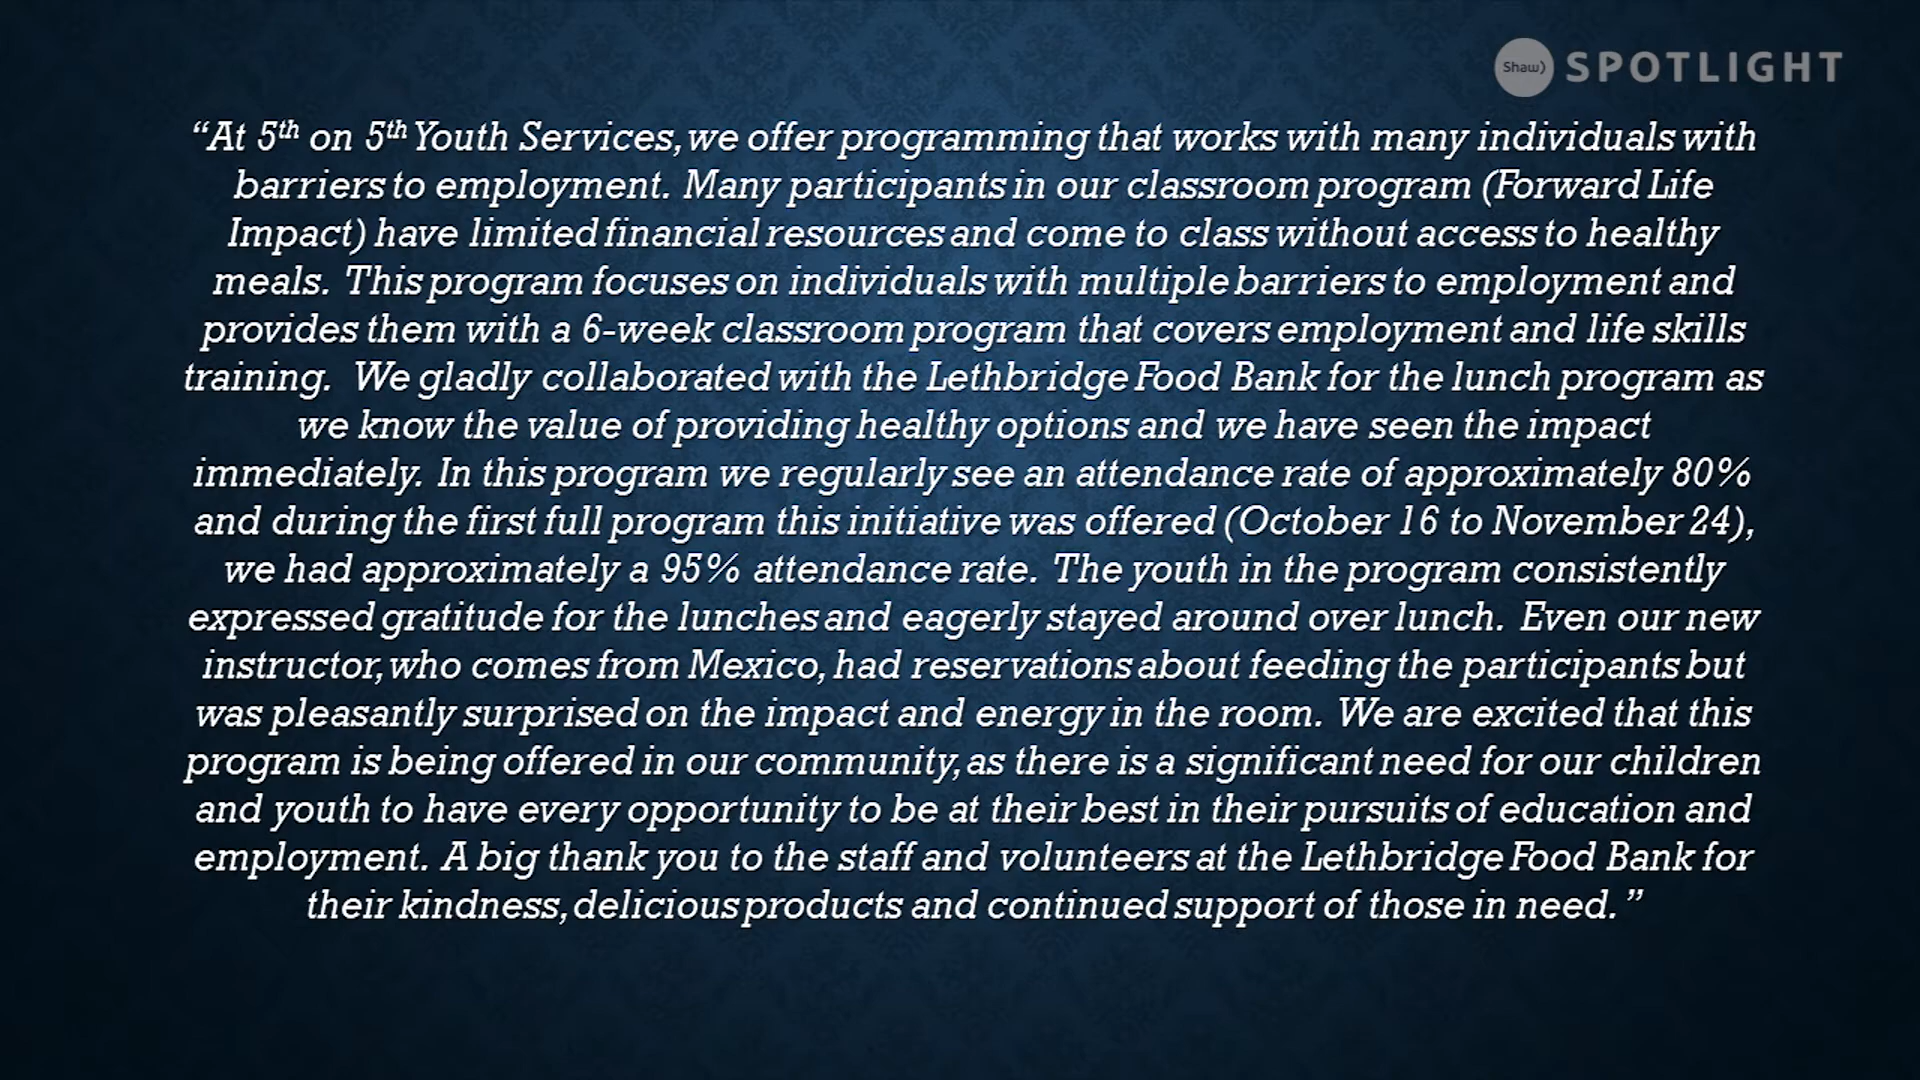 Shaw) SPOTLIGHT
“At 5th on 5th Youth Services, we offer programming that works with many individuals with
barriers to employment. Many participants in our classroom program (Forward Life
Impact) have limited financial resources and come to class without access to healthy
meals. This program focuses on individuals with multiple barriers to employment and
provides them with a 6-week classroom program that covers employment and life skills
training. We gladly collaborated with the Lethbridge Food Bank for the lunch program as
we know the value of providing healthy options and we have seen the impact
immediately. In this program we regularly see an attendance rate of approximately 80%
and during the first full program this initiative was offered (October 16 to November 24),
we had approximately a 95% attendance rate. The youth in the program consistently
expressed gratitude for the lunches and eagerly stayed around over lunch. Even our new
instructor, who comes from Mexico, had reservations about feeding the participants but
was pleasantly surprised on the impact and energy in the room. We are excited that this
program is being offered in our community, as there is a significant need for our children
and youth to have every opportunity to be at their best in their pursuits of education and
employment. A big thank you to the staff and volunteers at the Lethbridge Food Bank for
their kindness, delicious products and continued support of those in need.”